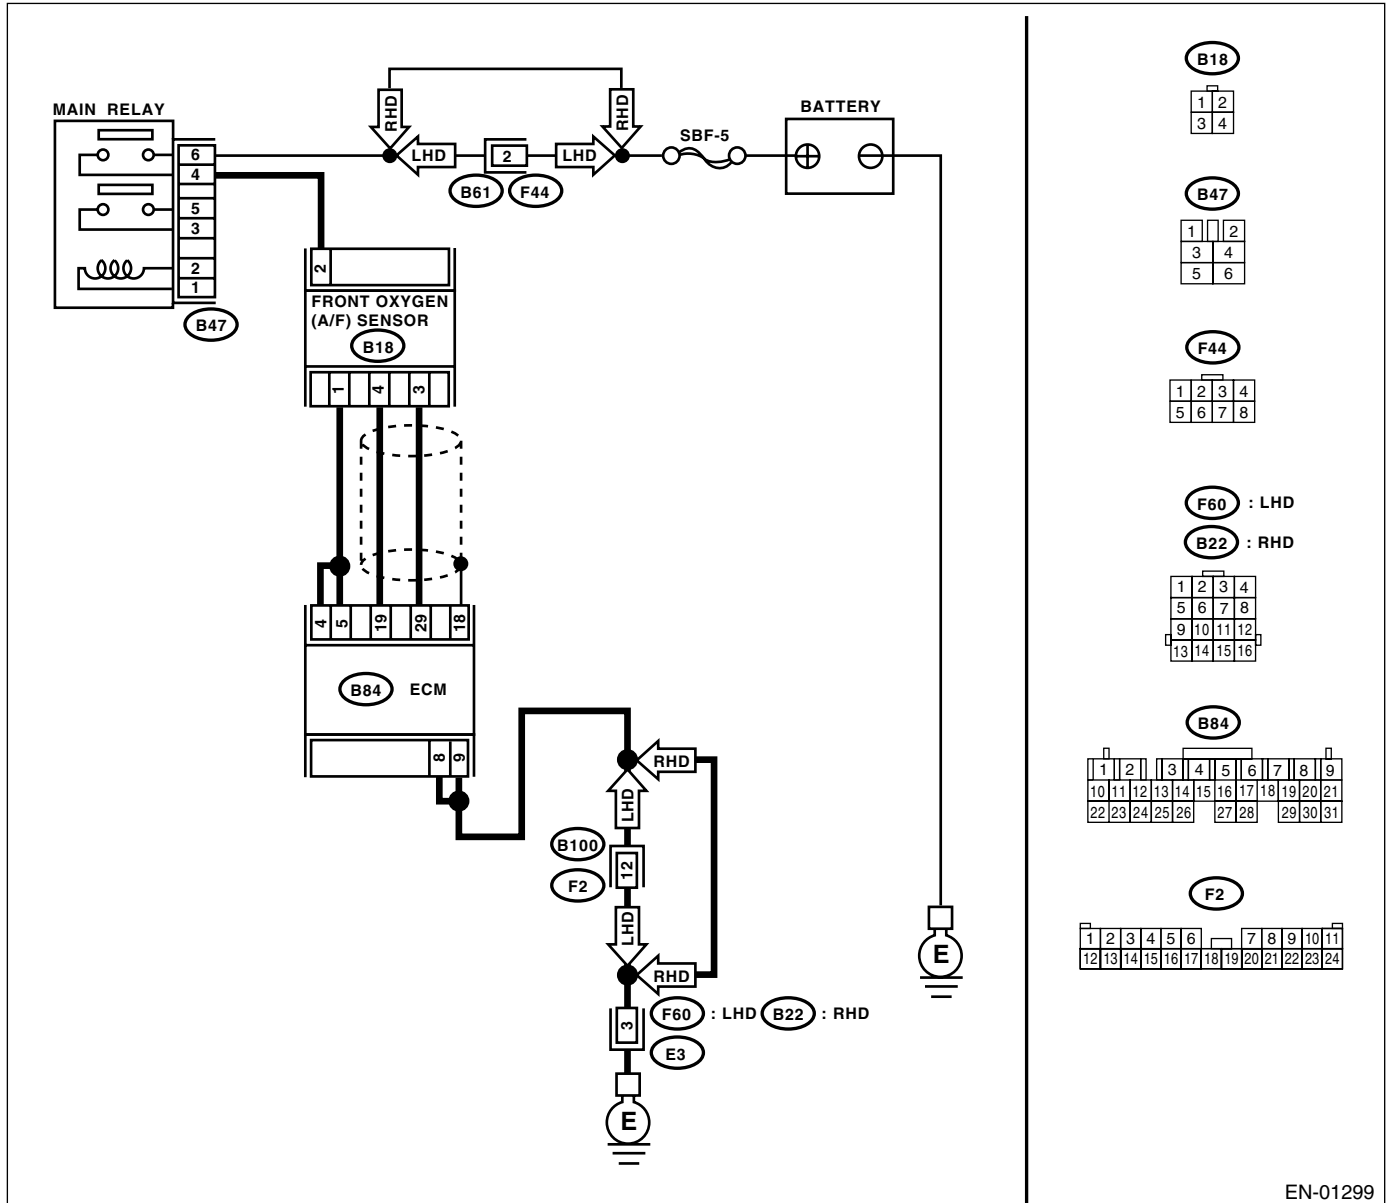 MAIN RELAY
6
4
5
3
2
1
B47
RHD
RHD
LHD
2
LHD
B61
F44
SBF-5
BATTERY
2
FRONT OXYGEN
(A/F) SENSOR
B18
1
4
3
4
5
19
29
18
B84
ECM
8
9
RHD
LHD
B100
12
F2
LHD
RHD
3
F60 : LHD B22 : RHD
E3
E
E
B18
1 2
3 4
B47
1 2
3 4
5 6
F44
1 2 3 4
5 6 7 8
F60 : LHD
B22 : RHD
1 2 3 4
5 6 7 8
9 10 11 12
13 14 15 16
B84
1 2 3 4 5 6 7 8 9
10 11 12 13 14 15 16 17 18 19 20 21
22 23 24 25 26 27 28 29 30 31
F2
1 2 3 4 5 6 7 8 9 10 11
12 13 14 15 16 17 18 19 20 21 22 23 24
EN-01299